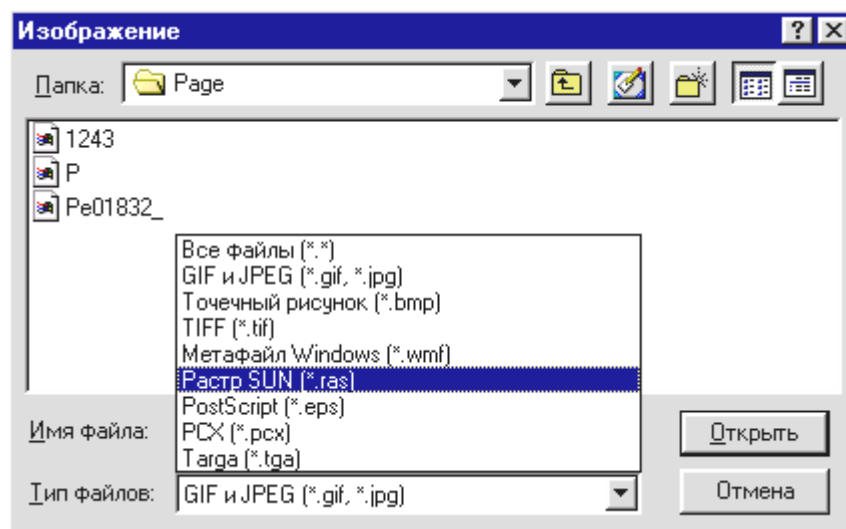 Изображение
Папка: Page
1243
P
Pe01832_
Все файлы (*.*)
GIF и JPEG (*.gif, *.jpg)
Точечный рисунок (*.bmp)
TIFF (*.tif)
Метафайл Windows (*.wmf)
Растр SUN (*.ras)
PostScript (*.eps)
PCX (*.pcx)
Targa (*.tga)
Имя файла:
Открыть
Тип файлов: GIF и JPEG (*.gif, *.jpg)
Отмена